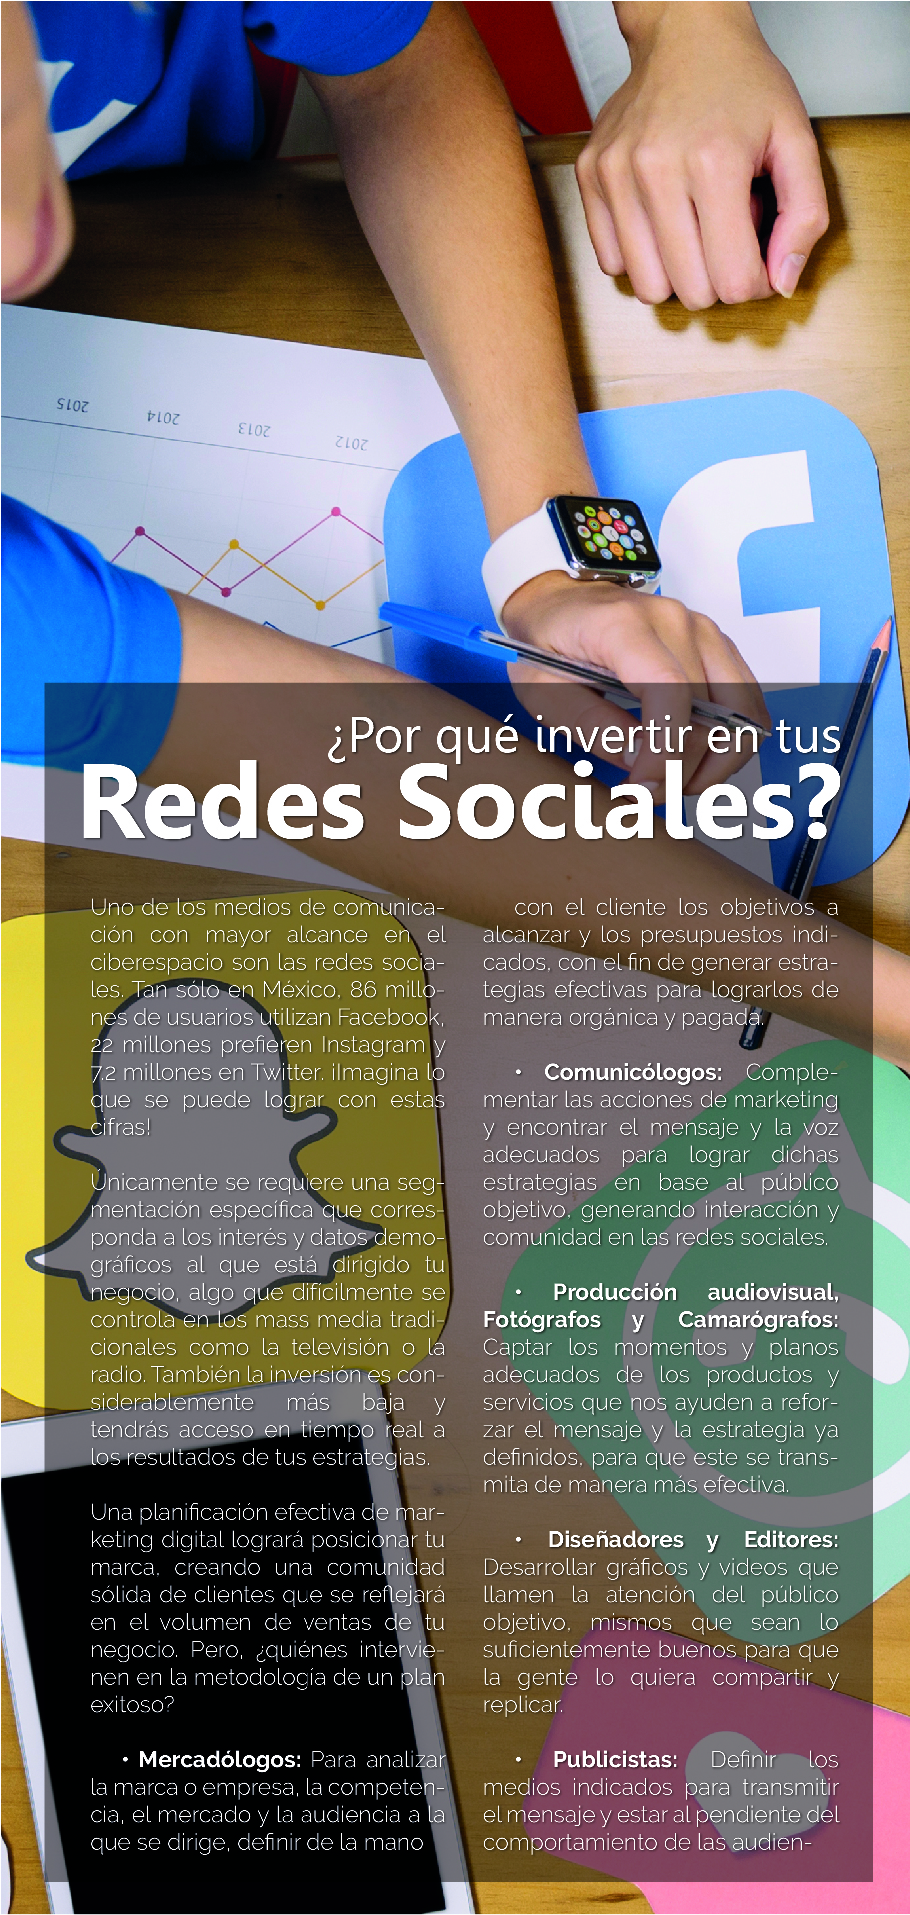 2015
2014
2013
2012
¿Por qué invertir en tus
Redes Sociales?
Uno de los medios de comunica-
ción con mayor alcance en el
ciberespacio son las redes socia-
les. Tan sólo en México, 86 millo-
nes de usuarios utilizan Facebook,
22 millones prefieren Instagram y
7.2 millones en Twitter. ¡Imagina lo
que se puede lograr con estas
cifras!
Únicamente se requiere una seg-
mentación específica que corres-
ponda a los interés y datos demo-
gráficos al que está dirigido tu
negocio, algo que difícilmente se
controla en los mass media tradi-
cionales como la televisión o la
radio. También la inversión es con-
siderablemente más baja y
tendrás acceso en tiempo real a
los resultados de tus estrategias.
Una planificación efectiva de mar-
keting digital logrará posicionar tu
marca, creando una comunidad
sólida de clientes que se reflejará
en el volumen de ventas de tu
negocio. Pero, ¿quiénes intervie-
nen en la metodología de un plan
exitoso?
• Mercadólogos: Para analizar
la marca o empresa, la competen-
cia, el mercado y la audiencia a la
que se dirige, definir de la mano
con el cliente los objetivos a
alcanzar y los presupuestos indi-
cados, con el fin de generar estra-
tegias efectivas para lograrlos de
manera orgánica y pagada.
• Comunicólogos: Comple-
mentar las acciones de marketing
y encontrar el mensaje y la voz
adecuados para lograr dichas
estrategias en base al público
objetivo, generando interacción y
comunidad en las redes sociales.
• Producción audiovisual,
Fotógrafos y Camarógrafos:
Captar los momentos y planos
adecuados de los productos y
servicios que nos ayuden a refor-
zar el mensaje y la estrategia ya
definidos, para que este se trans-
mita de manera más efectiva.
• Diseñadores y Editores:
Desarrollar gráficos y videos que
llamen la atención del público
objetivo, mismos que sean lo
suficientemente buenos para que
la gente lo quiera compartir y
replicar.
• Publicistas: Definir los
medios indicados para transmitir
el mensaje y estar al pendiente del
comportamiento de las audien-